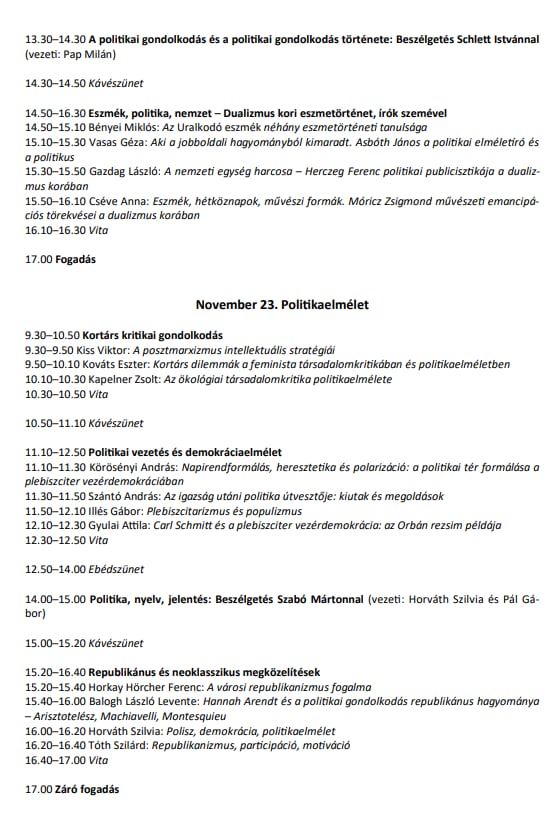 13.30–14.30 A politikai gondolkodás és a politikai gondolkodás története: Beszélgetés Schlett Istvánnal
(vezeti: Pap Milán)
14.30–14.50 Kávészünet
14.50–16.30 Eszmék, politika, nemzet – Dualizmus kori eszmetörténet, írók szemével
14.50–15.10 Bényei Miklós: Az Uralkodó eszmék néhány eszmetörténeti tanulsága
15.10–15.30 Vasas Géza: Aki a jobboldali hagyományból kimaradt. Asbóth János a politikai elméletíró és
a politikus
15.30–15.50 Gazdag László: A nemzeti egység harcosa – Herczeg Ferenc politikai publicisztikája a dualiz-
mus korában
15.50–16.10 Cséve Anna: Eszmék, hétköznapok, művészi formák. Móricz Zsigmond művészeti emancipá-
ciós törekvései a dualizmus korában
16.10–16.30 Vita
17.00 Fogadás
November 23. Politikaelmélet
9.30–10.50 Kortárs kritikai gondolkodás
9.30–9.50 Kiss Viktor: A posztmarxizmus intellektuális stratégiái
9.50–10.10 Kováts Eszter: Kortárs dilemmák a feminista társadalomkritikában és politikaelméletben
10.10–10.30 Kapelner Zsolt: Az ökológiai társadalomkritika politikaelmélete
10.30–10.50 Vita
10.50–11.10 Kávészünet
11.10–12.50 Politikai vezetés és demokráciaelmélet
11.10–11.30 Körösényi András: Napirendformálás, heresztetika és polarizáció: a politikai tér formálása a
plebiszciter vezérdemokráciában
11.30–11.50 Szántó András: Az igazság utáni politika útvesztője: kiutak és megoldások
11.50–12.10 Illés Gábor: Plebiszcitarizmus és populizmus
12.10–12.30 Gyulai Attila: Carl Schmitt és a plebiszciter vezérdemokrácia: az Orbán rezsim példája
12.30–12.50 Vita
12.50–14.00 Ebédszünet
14.00–15.00 Politika, nyelv, jelentés: Beszélgetés Szabó Mártonnal (vezeti: Horváth Szilvia és Pál Gá-
bor)
15.00–15.20 Kávészünet
15.20–16.40 Republikánus és neoklasszikus megközelítések
15.20–15.40 Horkay Hörcher Ferenc: A városi republikanizmus fogalma
15.40–16.00 Balogh László Levente: Hannah Arendt és a politikai gondolkodás republikánus hagyománya
– Arisztotelész, Machiavelli, Montesquieu
16.00–16.20 Horváth Szilvia: Polisz, demokrácia, politikaelmélet
16.20–16.40 Tóth Szilárd: Republikanizmus, participáció, motiváció
16.40–17.00 Vita
17.00 Záró fogadás